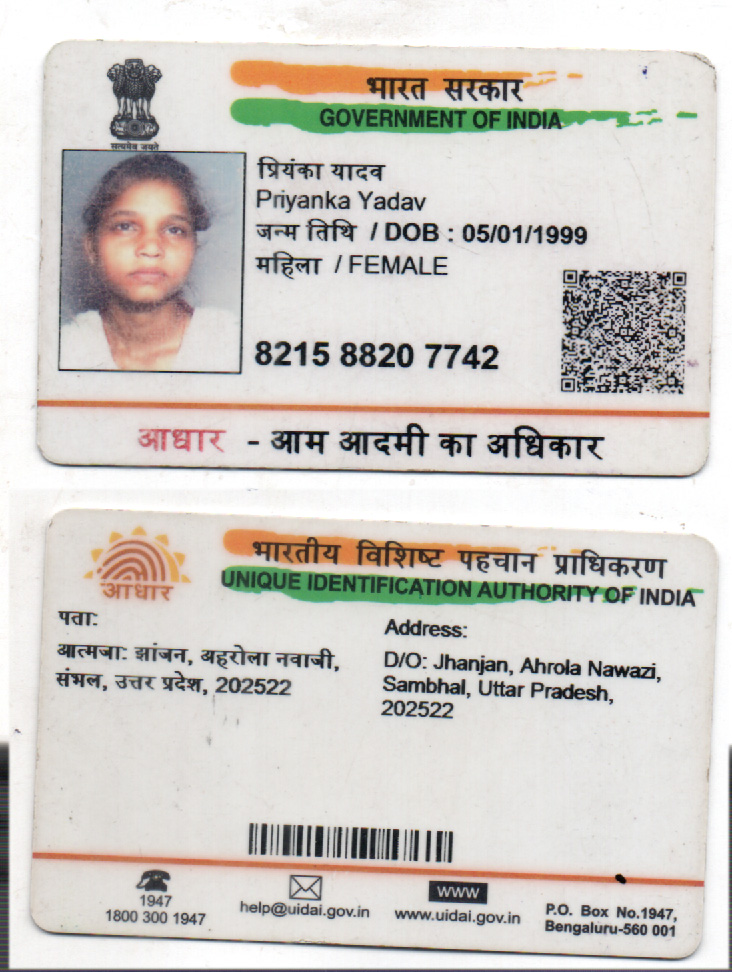 भारत सरकार
GOVERNMENT OF INDIA
सत्यमेव जयते
प्रियंका यादव
Priyanka Yadav
जन्म तिथि / DOB : 05/01/1999
महिला / FEMALE
8215 8820 7742
आधार - आम आदमी का अधिकार
भारतीय विशिष्ट पहचान प्राधिकरण
UNIQUE IDENTIFICATION AUTHORITY OF INDIA
आधार
पता:
आत्मजा: झांजन, अहरोला नवाजी,
संभल, उत्तर प्रदेश, 202522
Address:
D/O: Jhanjan, Ahrola Nawazi,
Sambhal, Uttar Pradesh,
202522
1947
1800 300 1947
help@uidai.gov.in
www
www.uidai.gov.in
P.O. Box No.1947,
Bengaluru-560 001